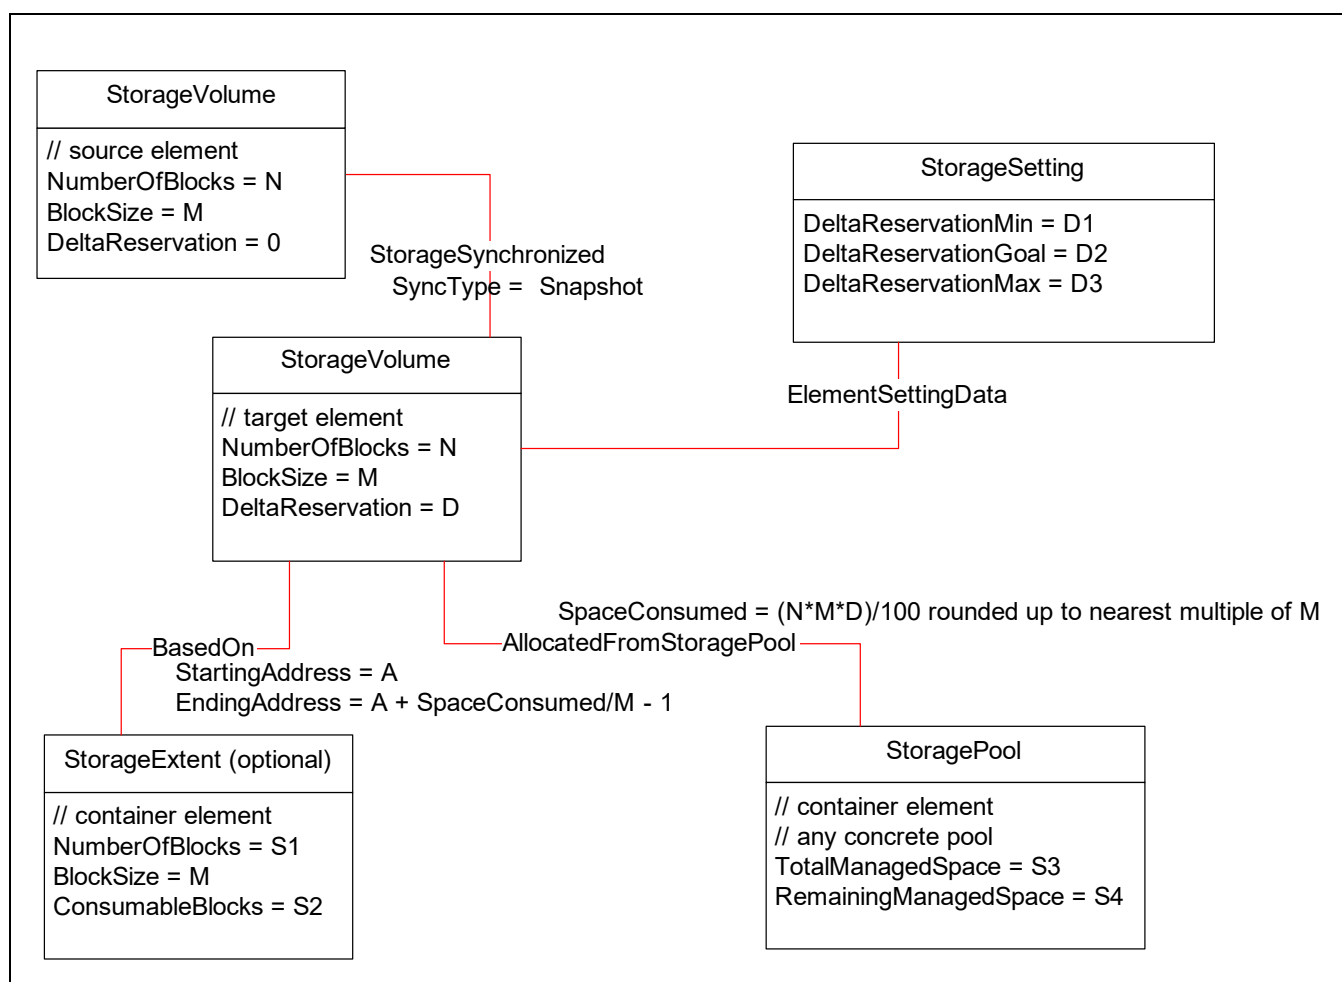 StorageVolume
// source element
NumberOfBlocks = N
BlockSize = M
DeltaReservation = 0
StorageSetting
DeltaReservationMin = D1
DeltaReservationGoal = D2
DeltaReservationMax = D3
StorageSynchronized
SyncType = Snapshot
StorageVolume
// target element
NumberOfBlocks = N
BlockSize = M
DeltaReservation = D
ElementSettingData
SpaceConsumed = (N*M*D)/100 rounded up to nearest multiple of M
AllocatedFromStoragePool
BasedOn
StartingAddress = A
EndingAddress = A + SpaceConsumed/M - 1
StorageExtent (optional)
// container element
NumberOfBlocks = S1
BlockSize = M
ConsumableBlocks = S2
StoragePool
// container element
// any concrete pool
TotalManagedSpace = S3
RemainingManagedSpace = S4